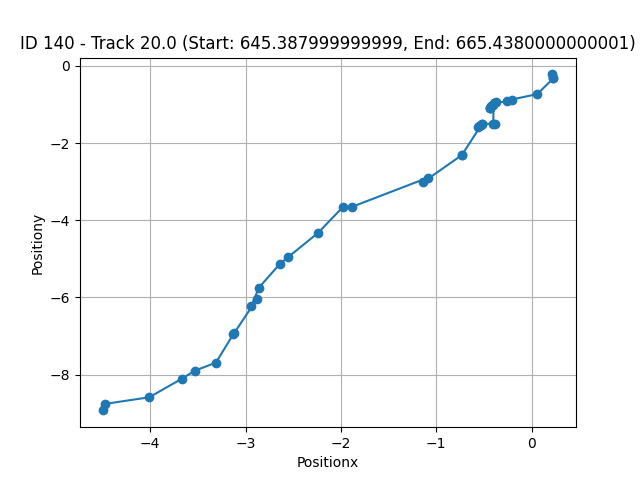 ID 140 - Track 20.0 (Start: 645.387999999999, End: 665.4380000000001)
0
−2
−4
−6
−8
Positiony
−4 −3 −2 −1 0
Positionx